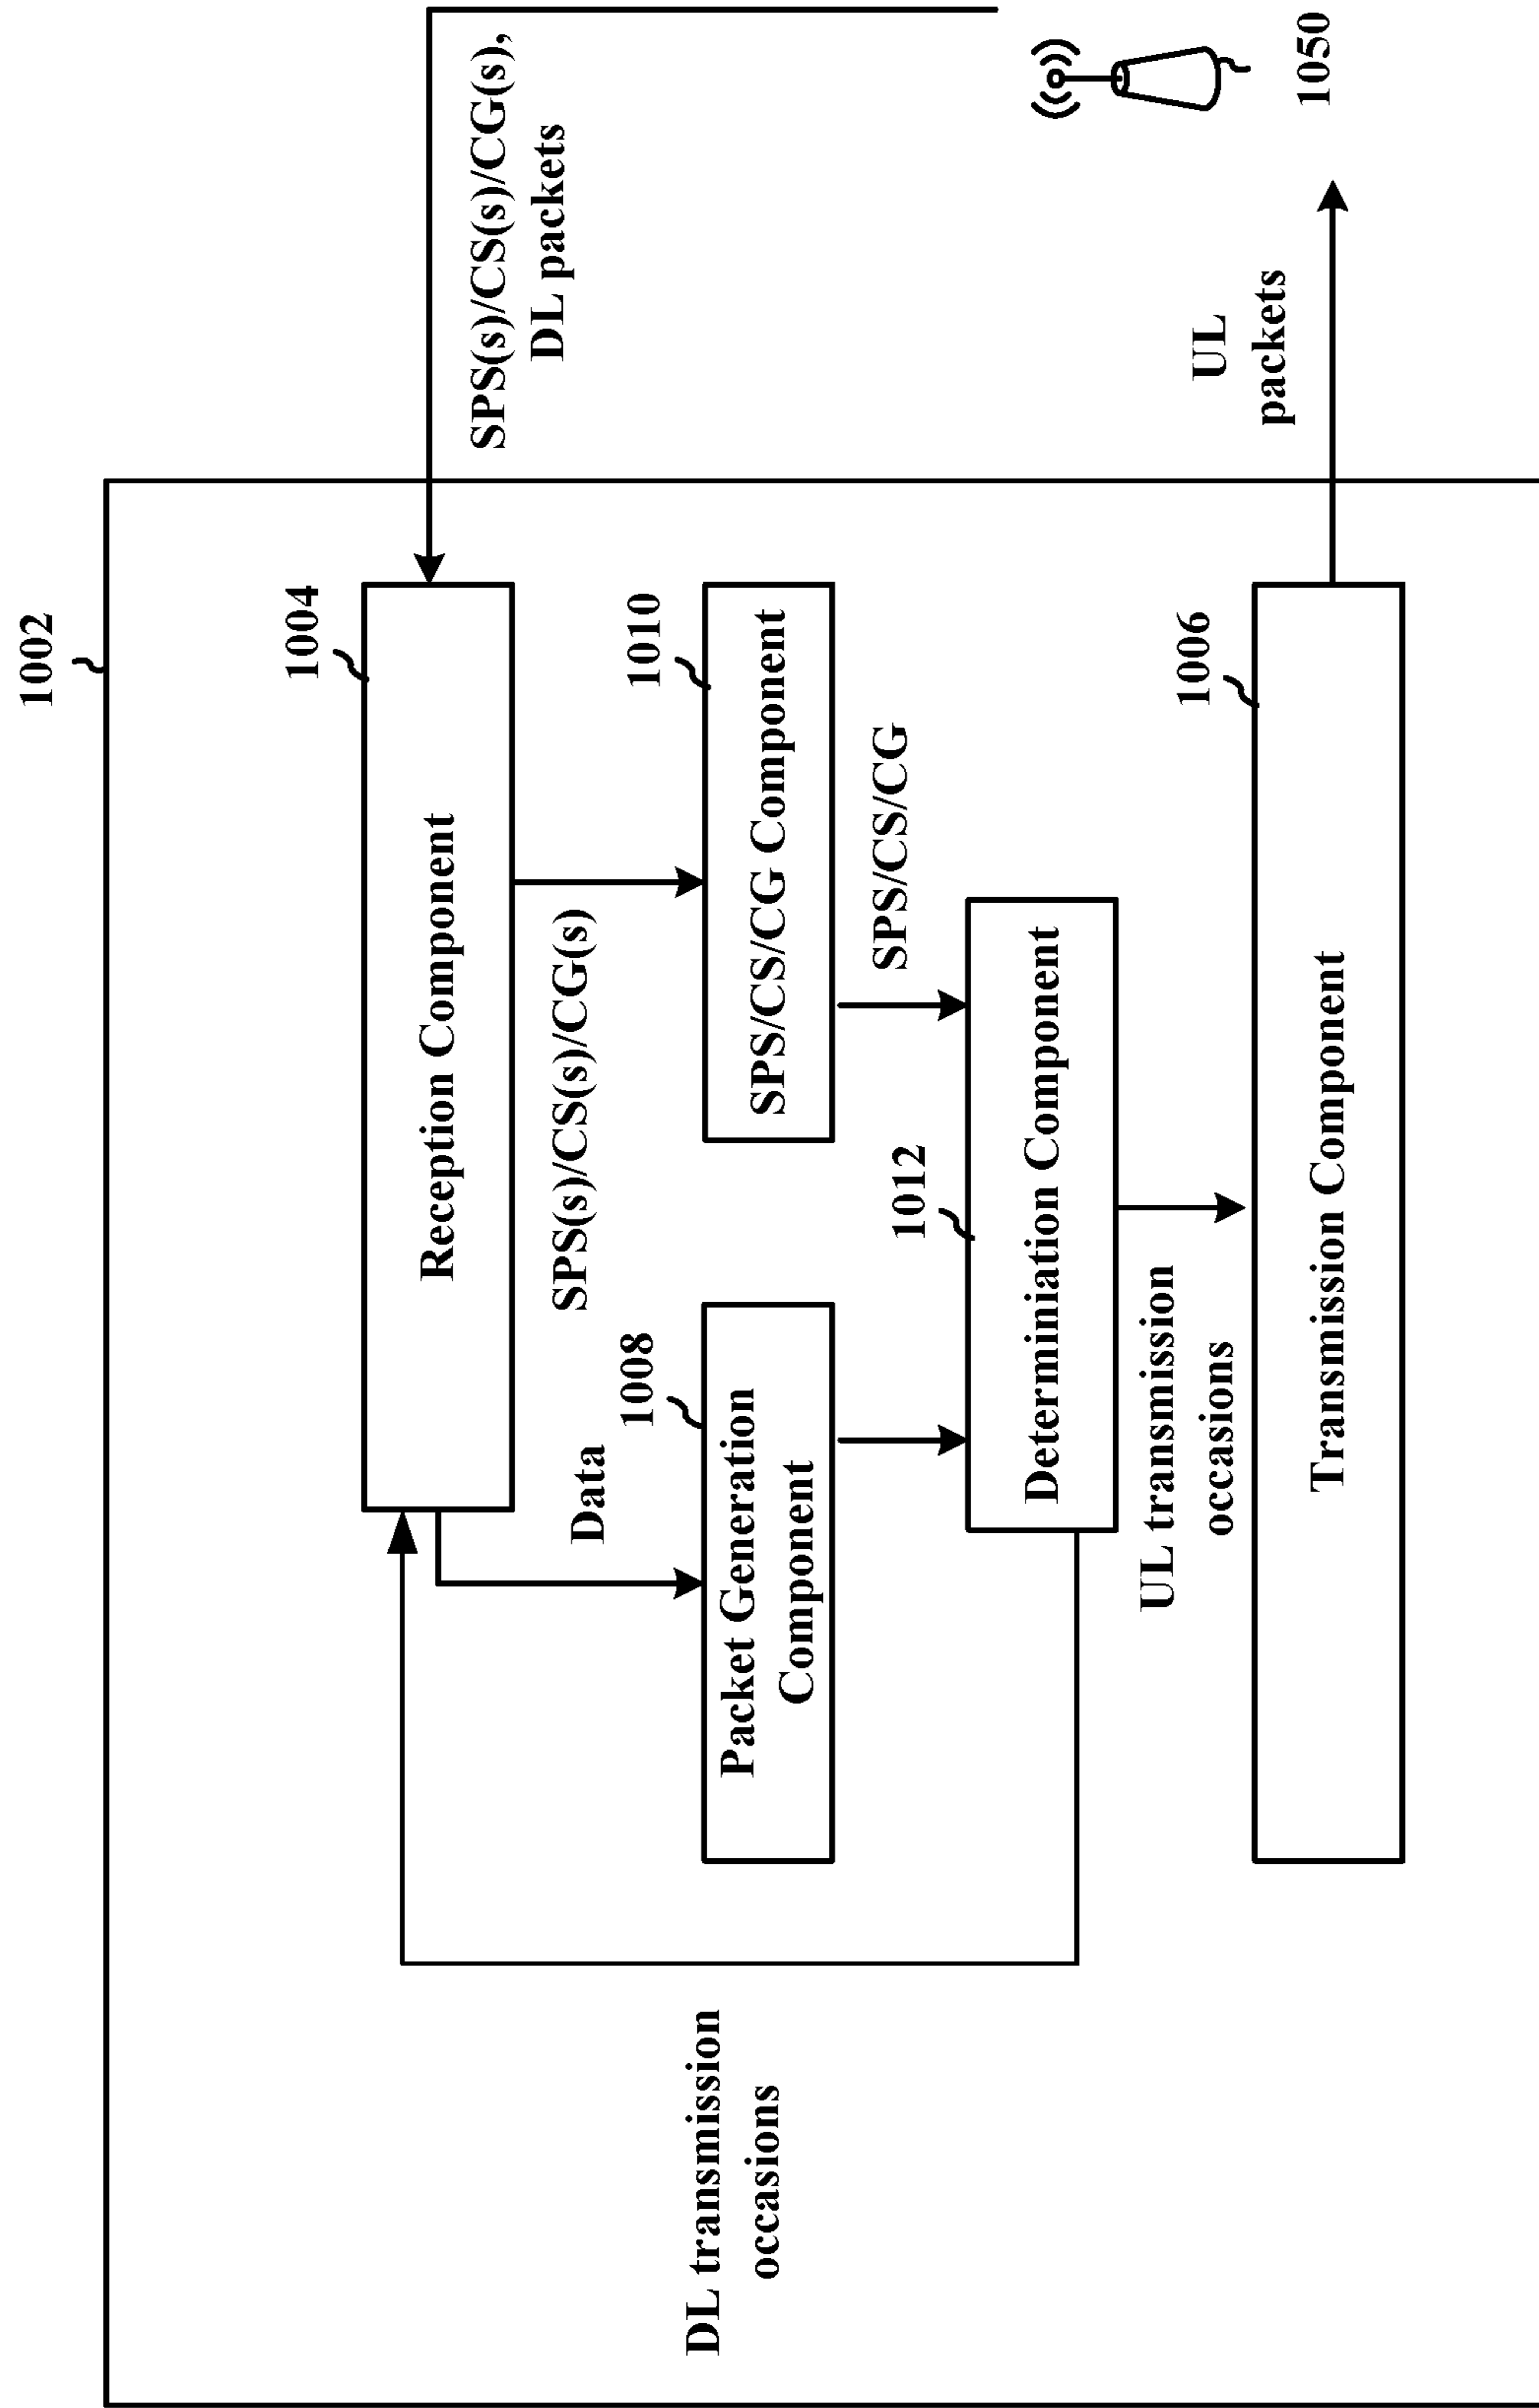 1002
1004
Reception Component
SPS(s)/CS(s)/CG(s),
DL packets
Data
SPS(s)/CS(s)/CG(s)
1008
1010
Packet Generation
Component
SPS/CS/CG Component
DL transmission
occasions
SPS/CS/CG
1012
Determiniation Component
UL transmission
occasions
1006
Transmission Component
UL
packets
1050